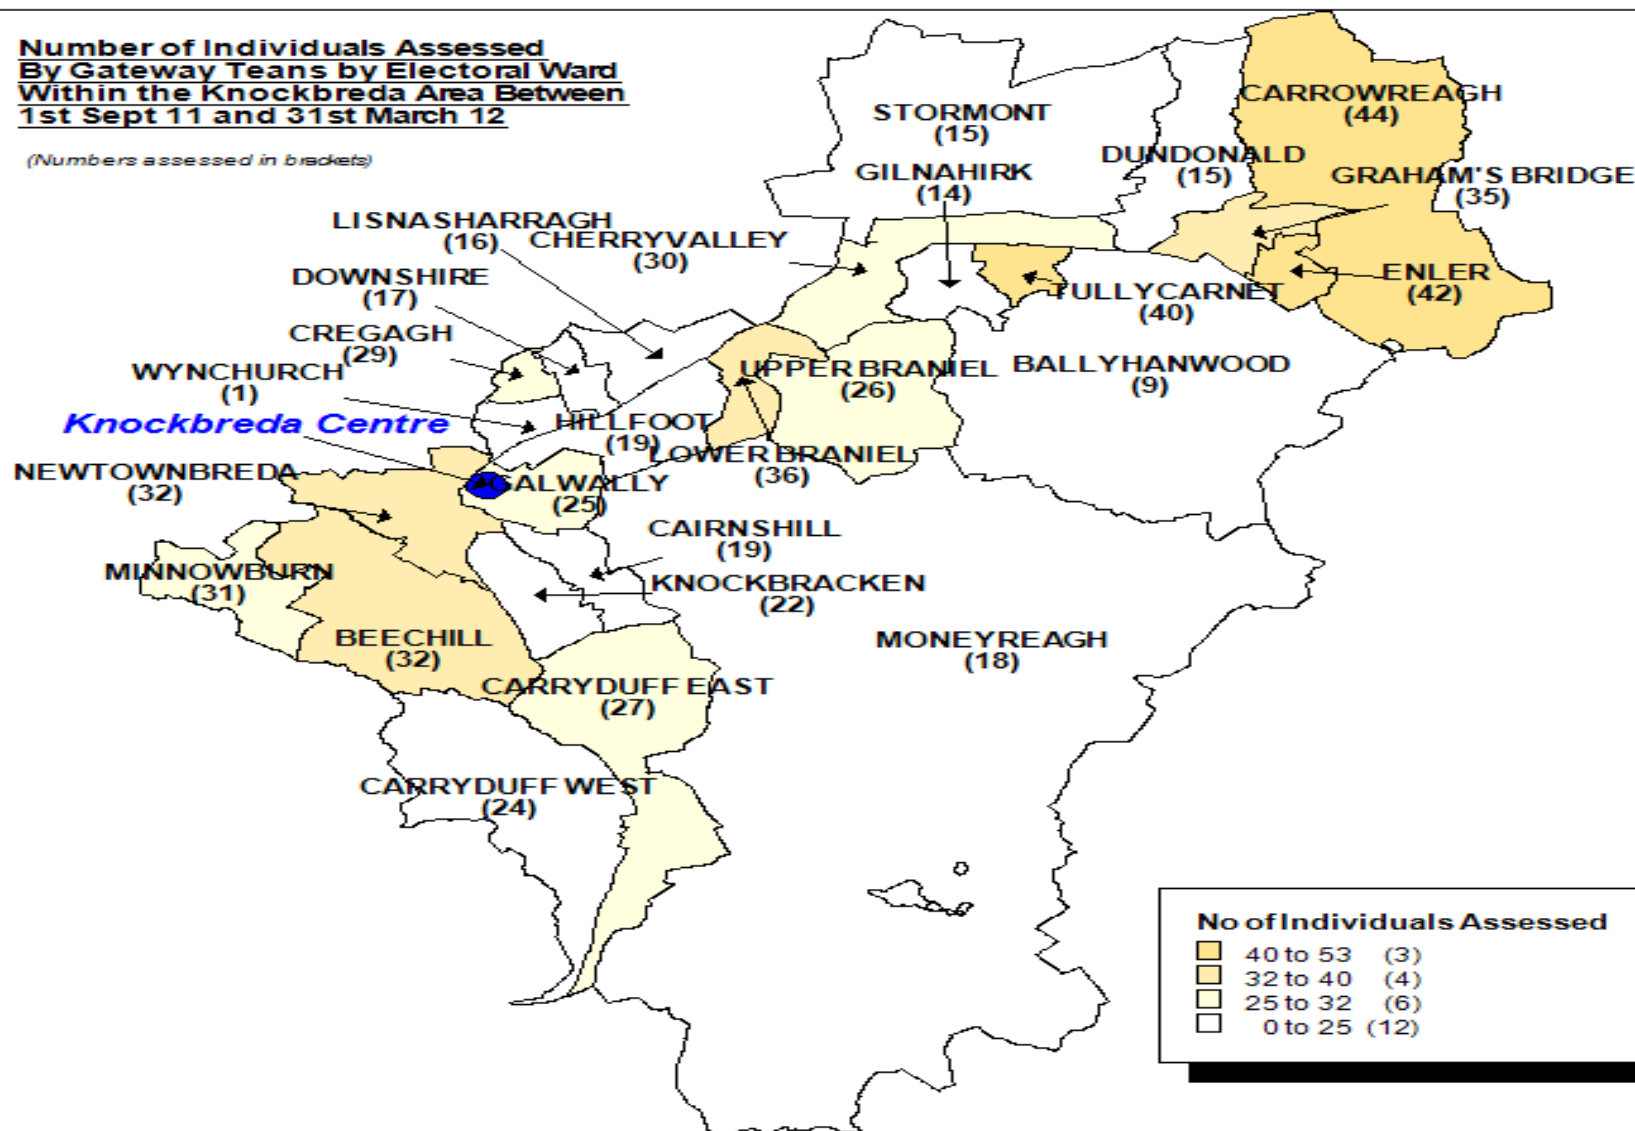 Number of Individuals Assessed
By Gateway Teans by Electoral Ward
Within the Knockbreda Area Between
1st Sept 11 and 31st March 12
(Numbers assessed in brackets)
CARROWREAGH
(44)
STORMONT
(15)
DUNDONALD
(15)
GILNAHIRK
(14)
GRAHAM'S BRIDGE
(35)
LISNASHARRAGH
(16)
CHERRYVALLEY
(30)
DOWNSHIRE
(17)
ENLER
(42)
TULLYCARNET
(40)
CREGAGH
(29)
WYNCHURCH
(1)
UPPER BRANIEL
(26)
BALLYHANWOOD
(9)
Knockbreda Centre
HILLFOOT
(19)
LOWER BRANIEL
(36)
NEWTOWNBREDA
(32)
GALWALLY
(25)
CAIRNSHILL
(19)
MINNOWBURN
(31)
KNOCKBRACKEN
(22)
BEECHILL
(32)
MONEYREAGH
(18)
CARRYDUFF EAST
(27)
CARRYDUFF WEST
(24)
No of Individuals Assessed
40 to 53 (3)
32 to 40 (4)
25 to 32 (6)
0 to 25 (12)